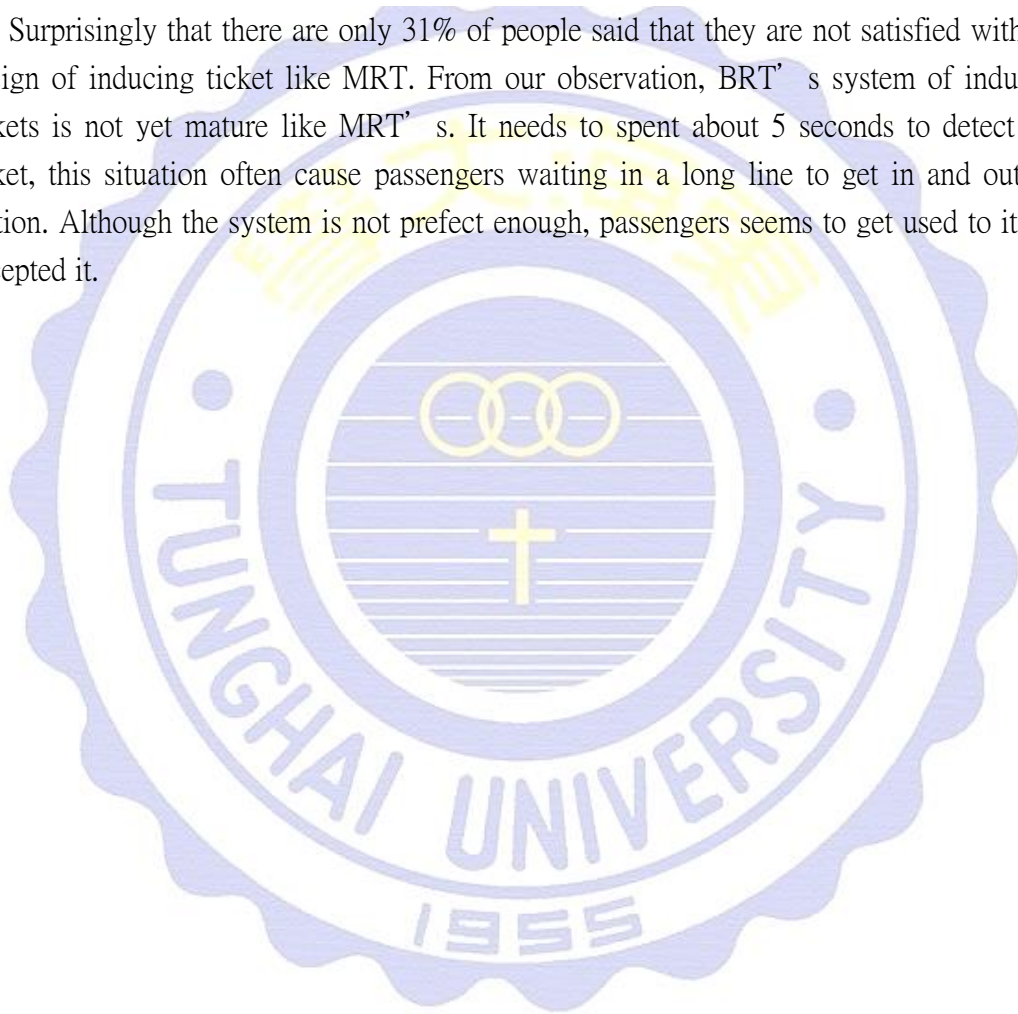 Surprisingly that there are only 31% of people said that they are not satisfied with
ign of inducing ticket like MRT. From our observation, BRT’s system of indu
kets is not yet mature like MRT’s. It needs to spent about 5 seconds to detect
ket, this situation often cause passengers waiting in a long line to get in and out
tion. Although the system is not prefect enough, passengers seems to get used to it
epted it.
TUNGHAI UNIVERSITY
1955